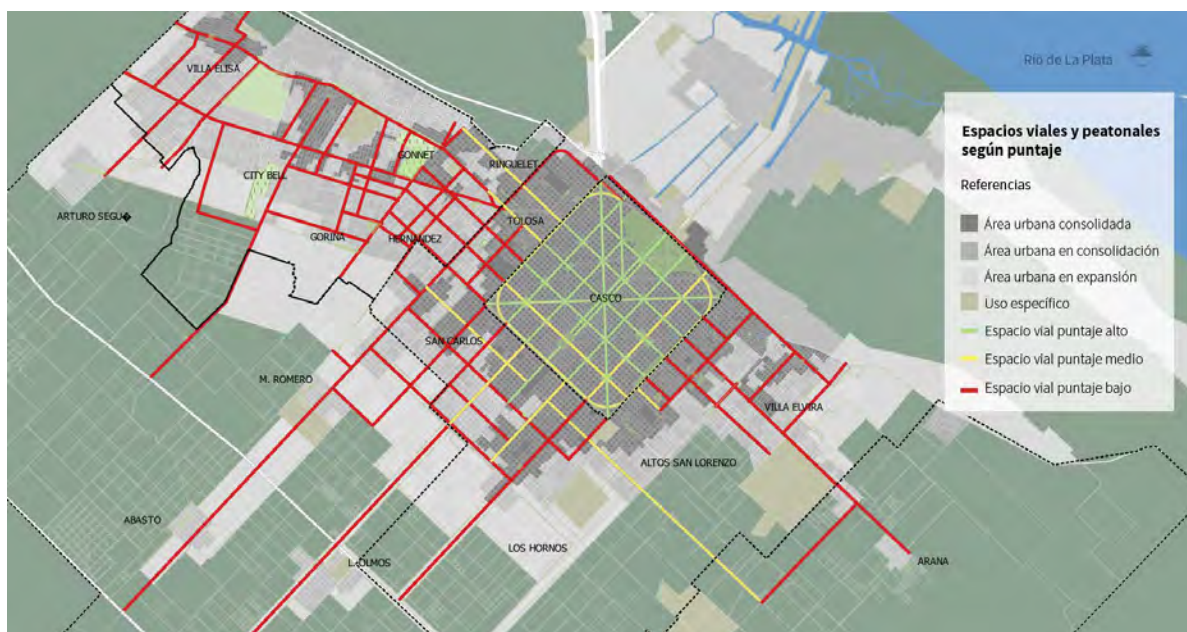 Río de La Plata
VILLA ELISA
CITY BELL
GONNET
RINGUELET
ARTURO SEGU�
GORINA
HERNANDEZ
TOLOSA
CASCO
SAN CARLOS
M. ROMERO
VILLA ELVIRA
ALTOS SAN LORENZO
ABASTO
LOS HORNOS
L. OLMOS
ARANA
Espacios viales y peatonales
según puntaje
Referencias
Área urbana consolidada
Área urbana en consolidación
Área urbana en expansión
Uso específico
Espacio vial puntaje alto
Espacio vial puntaje medio
Espacio vial puntaje bajo